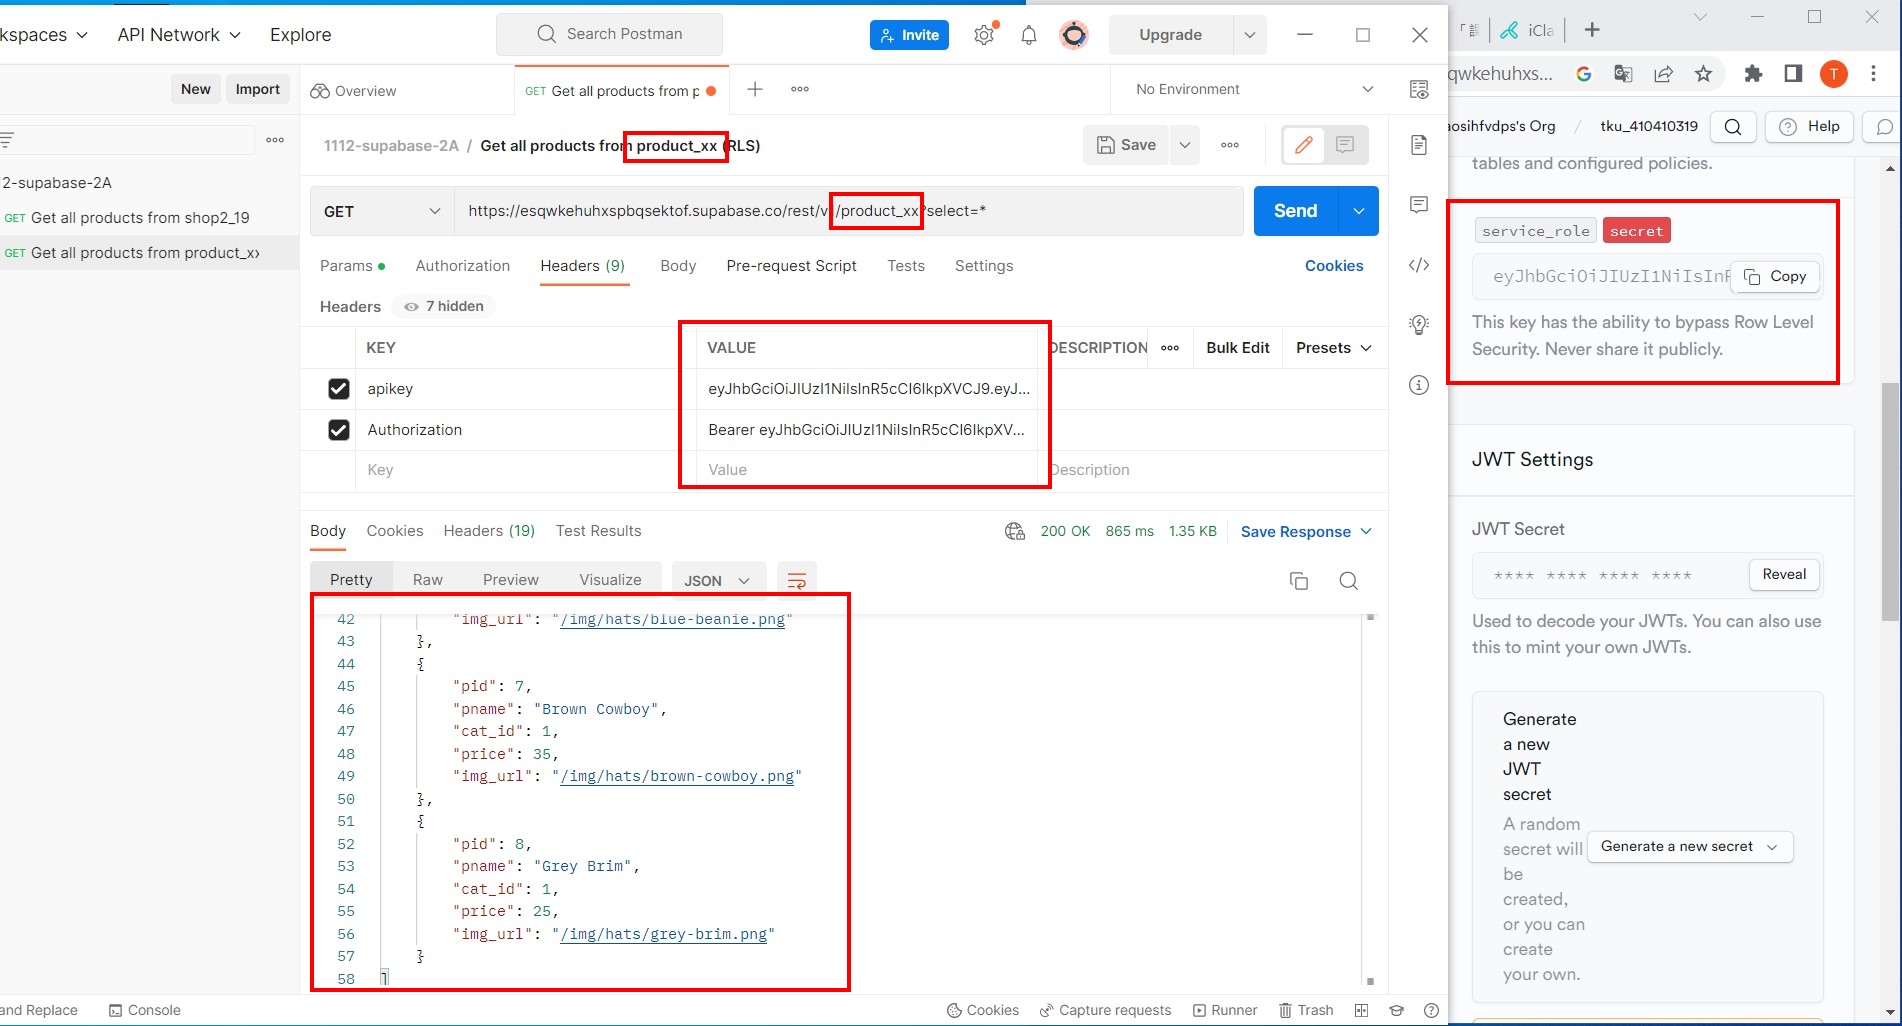 kspaces
API Network
Explore
Search Postman
Invite
Upgrade
New
Import
Overview
GET Get all products from p
No Environment
1112-supabase-2A / Get all products from product_xx (RLS)
Save
12-supabase-2A
GET Get all products from shop2_19
GET Get all products from product_xx
GET
https://esqwkehuhxspbqsektof.supabase.co/rest/v1/product_xx?select=*
Send
Params
Authorization
Headers (9)
Body
Pre-request Script
Tests
Settings
Cookies
Headers
7 hidden
KEY
VALUE
DESCRIPTION
Bulk Edit
Presets
apikey
eyJhbGciOiJIUzI1NiIsInR5cCI6IkpXVCJ9.eyJ...
Authorization
Bearer eyJhbGciOiJIUzI1NiIsInR5cCI6IkpXV...
Key
Value
Description
Body
Cookies
Headers (19)
Test Results
200 OK
865 ms
1.35 KB
Save Response
Pretty
Raw
Preview
Visualize
JSON
42 "img_url": "/img/hats/blue-beanie.png"
43 },
44 {
45 "pid": 7,
46 "pname": "Brown Cowboy",
47 "cat_id": 1,
48 "price": 35,
49 "img_url": "/img/hats/brown-cowboy.png"
50 },
51 {
52 "pid": 8,
53 "pname": "Grey Brim",
54 "cat_id": 1,
55 "price": 25,
56 "img_url": "/img/hats/grey-brim.png"
57 }
58 ]
and Replace
Console
Cookies
Capture requests
Runner
Trash
iCla
qwkehuhxs...
T
aosihfvdps's Org / tku_410410319
Help
tables and configured policies.
service_role secret
eyJhbGciOiJIUzI1NiIsInR
Copy
This key has the ability to bypass Row Level
Security. Never share it publicly.
JWT Settings
JWT Secret
**** **** **** ****
Reveal
Used to decode your JWTs. You can also use
this to mint your own JWTs.
Generate
a new
JWT
secret
A random
secret will
be
created,
or you can
create
your own.
Generate a new secret